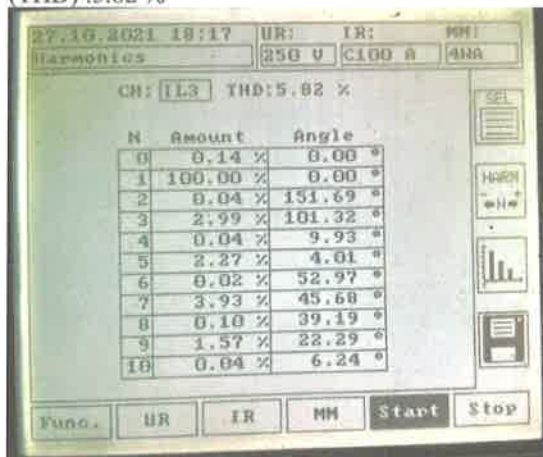 (THD) :5.82 %
27.10.2021 18:17 UR: IR: MM:
Harmonics 250 V C100 A 4WA
CH: IL3 THD:5.82 %
SEL
N Amount Angle
0 0.14 % 0.00 °
1 100.00 % 0.00 °
2 0.04 % 151.69 °
3 2.99 % 101.32 °
4 0.04 % 9.93 °
5 2.27 % 4.01 °
6 0.02 % 52.97 °
7 3.93 % 45.68 °
8 0.10 % 39.19 °
9 1.57 % 22.29 °
10 0.04 % 6.24 °
HARM
←N→
Func. UR IR MM Start Stop